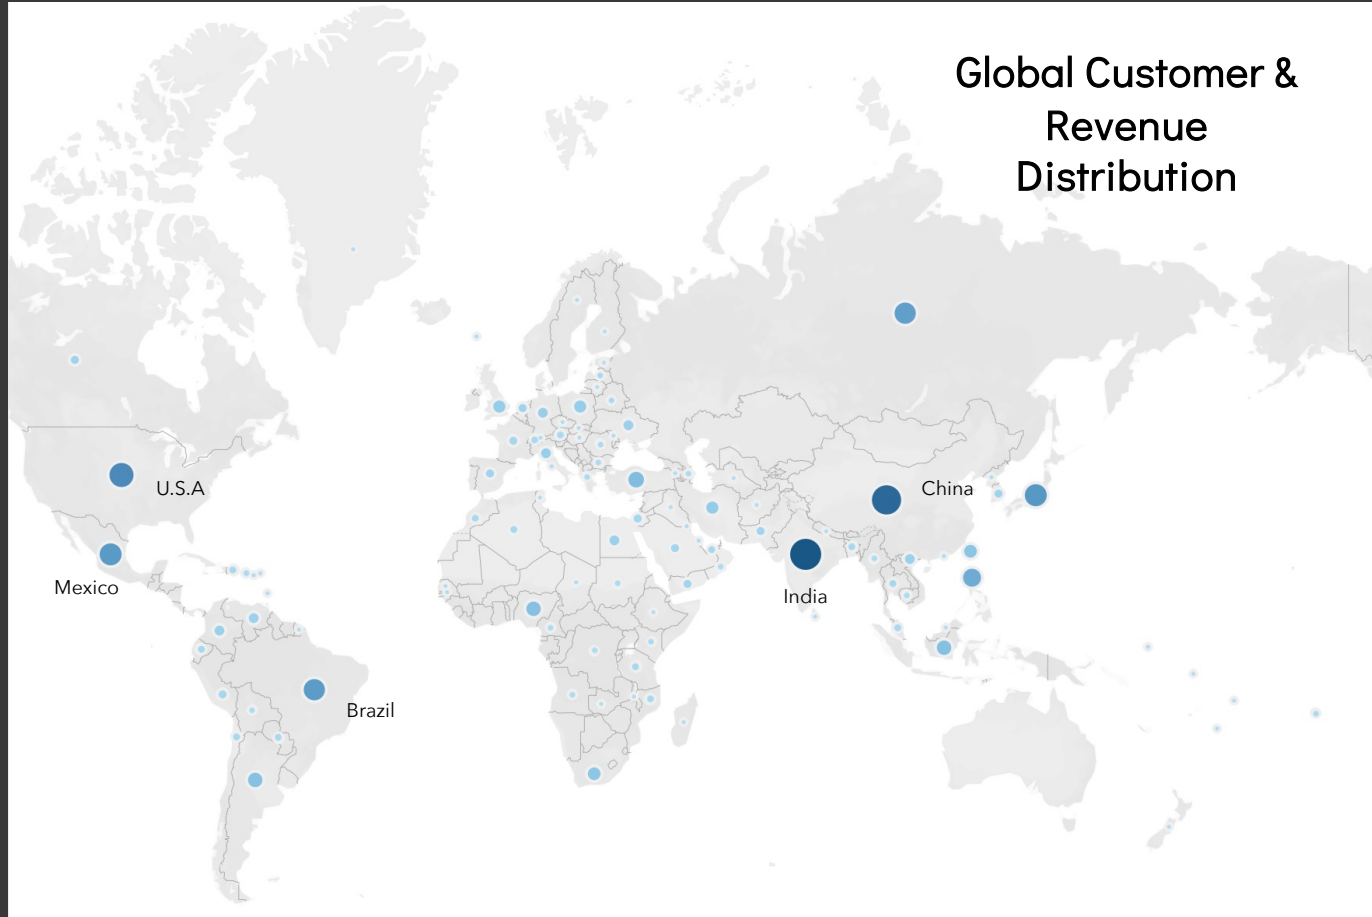 Global Customer &
Revenue
Distribution
U.S.A
China
Mexico
India
Brazil